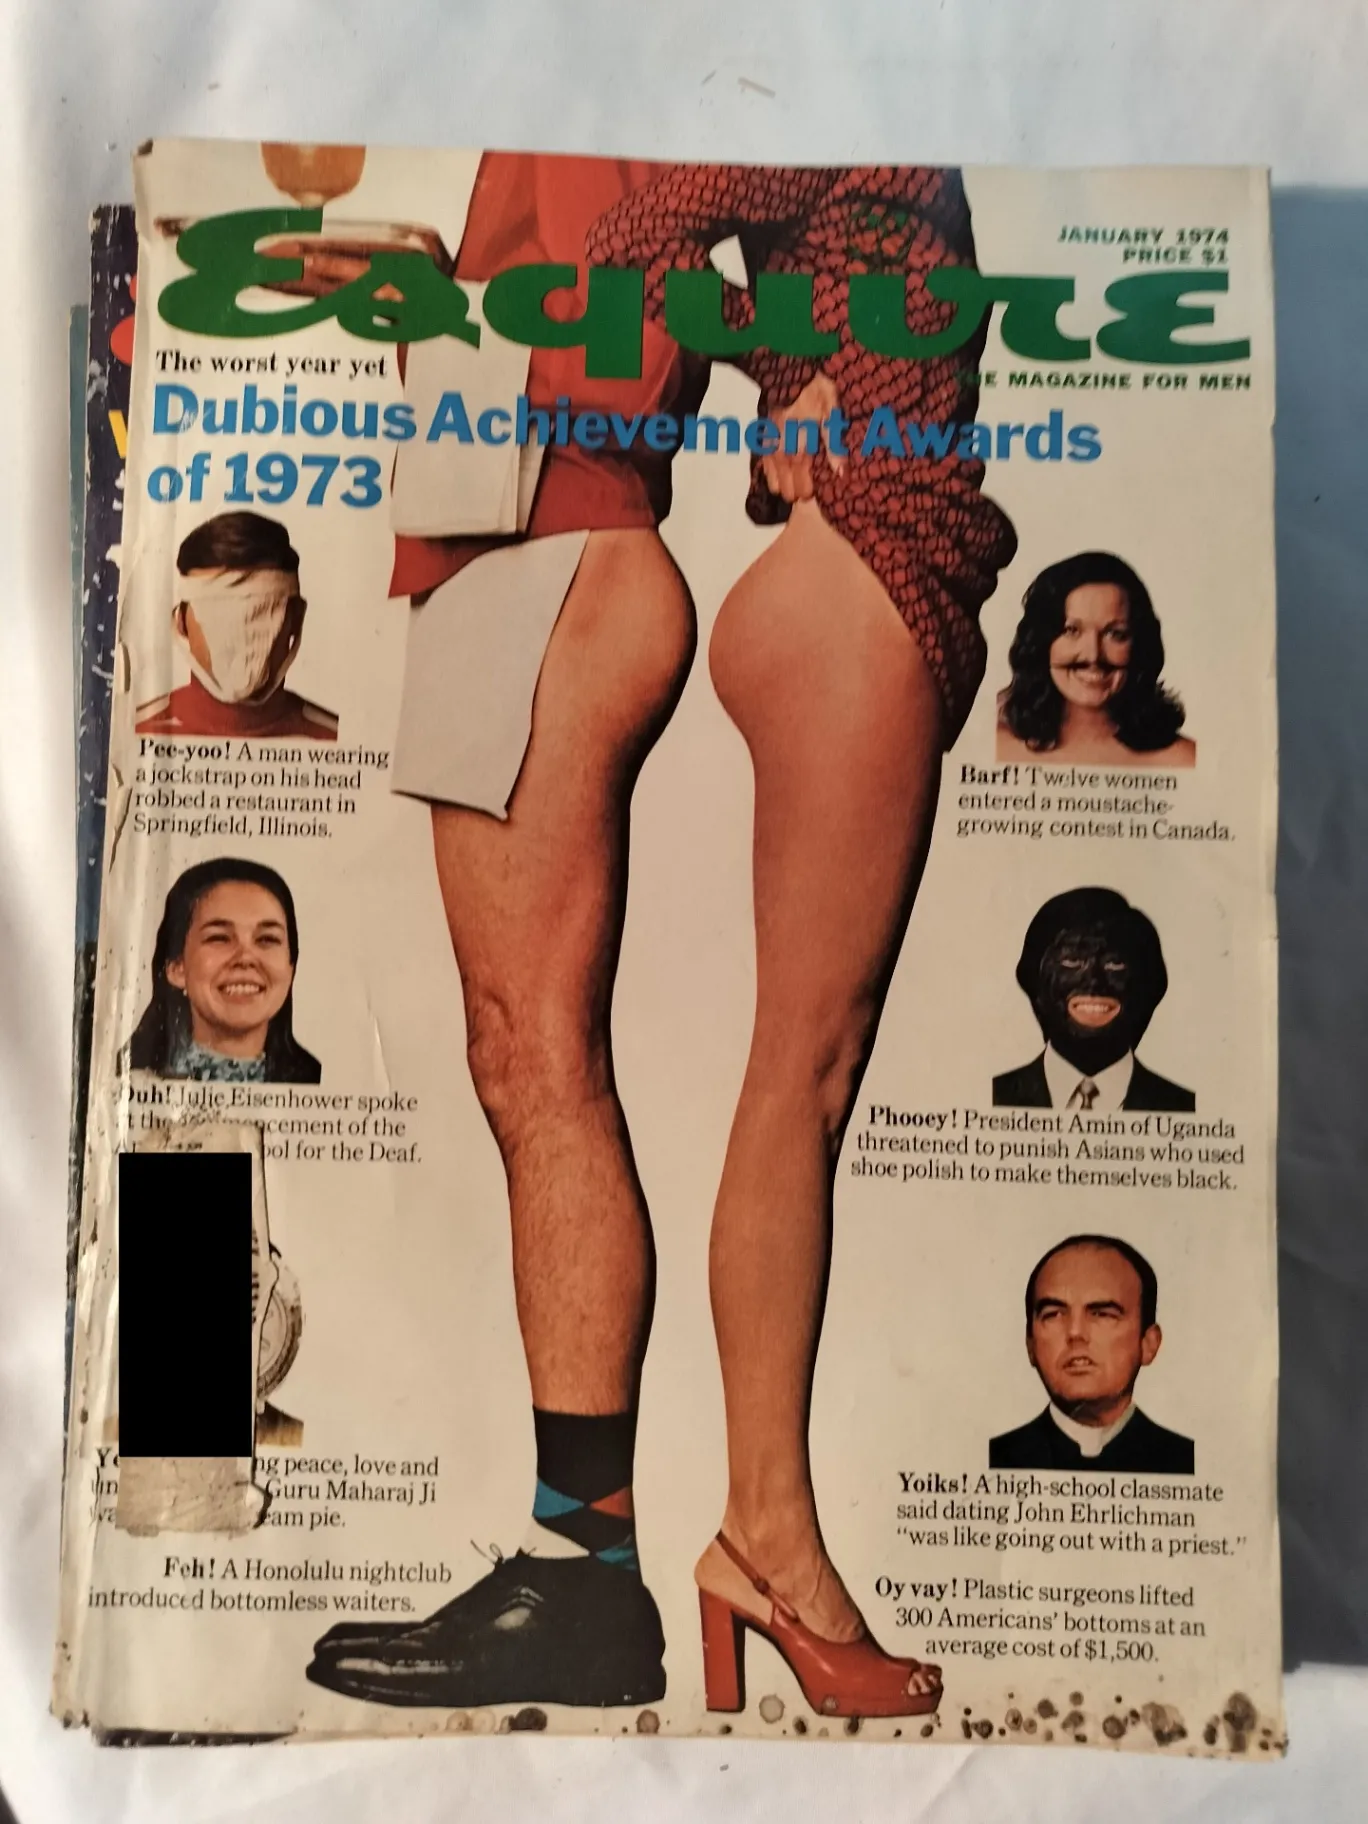 Esquire
JANUARY 1974
PRICE $1
THE MAGAZINE FOR MEN
The worst year yet
Dubious Achievement Awards
of 1973
Pee-yoo! A man wearing
a jockstrap on his head
robbed a restaurant in
Springfield, Illinois.
Barf! Twelve women
entered a moustache-
growing contest in Canada.
Duh! Julie Eisenhower spoke
at the commencement of the
for the Deaf.
Phooey! President Amin of Uganda
threatened to punish Asians who used
shoe polish to make themselves black.
peace, love and
Guru Maharaj Ji
pie.
Yoiks! A high-school classmate
said dating John Ehrlichman
"was like going out with a priest."
Feh! A Honolulu nightclub
introduced bottomless waiters.
Oy vay! Plastic surgeons lifted
300 Americans' bottoms at an
average cost of $1,500.